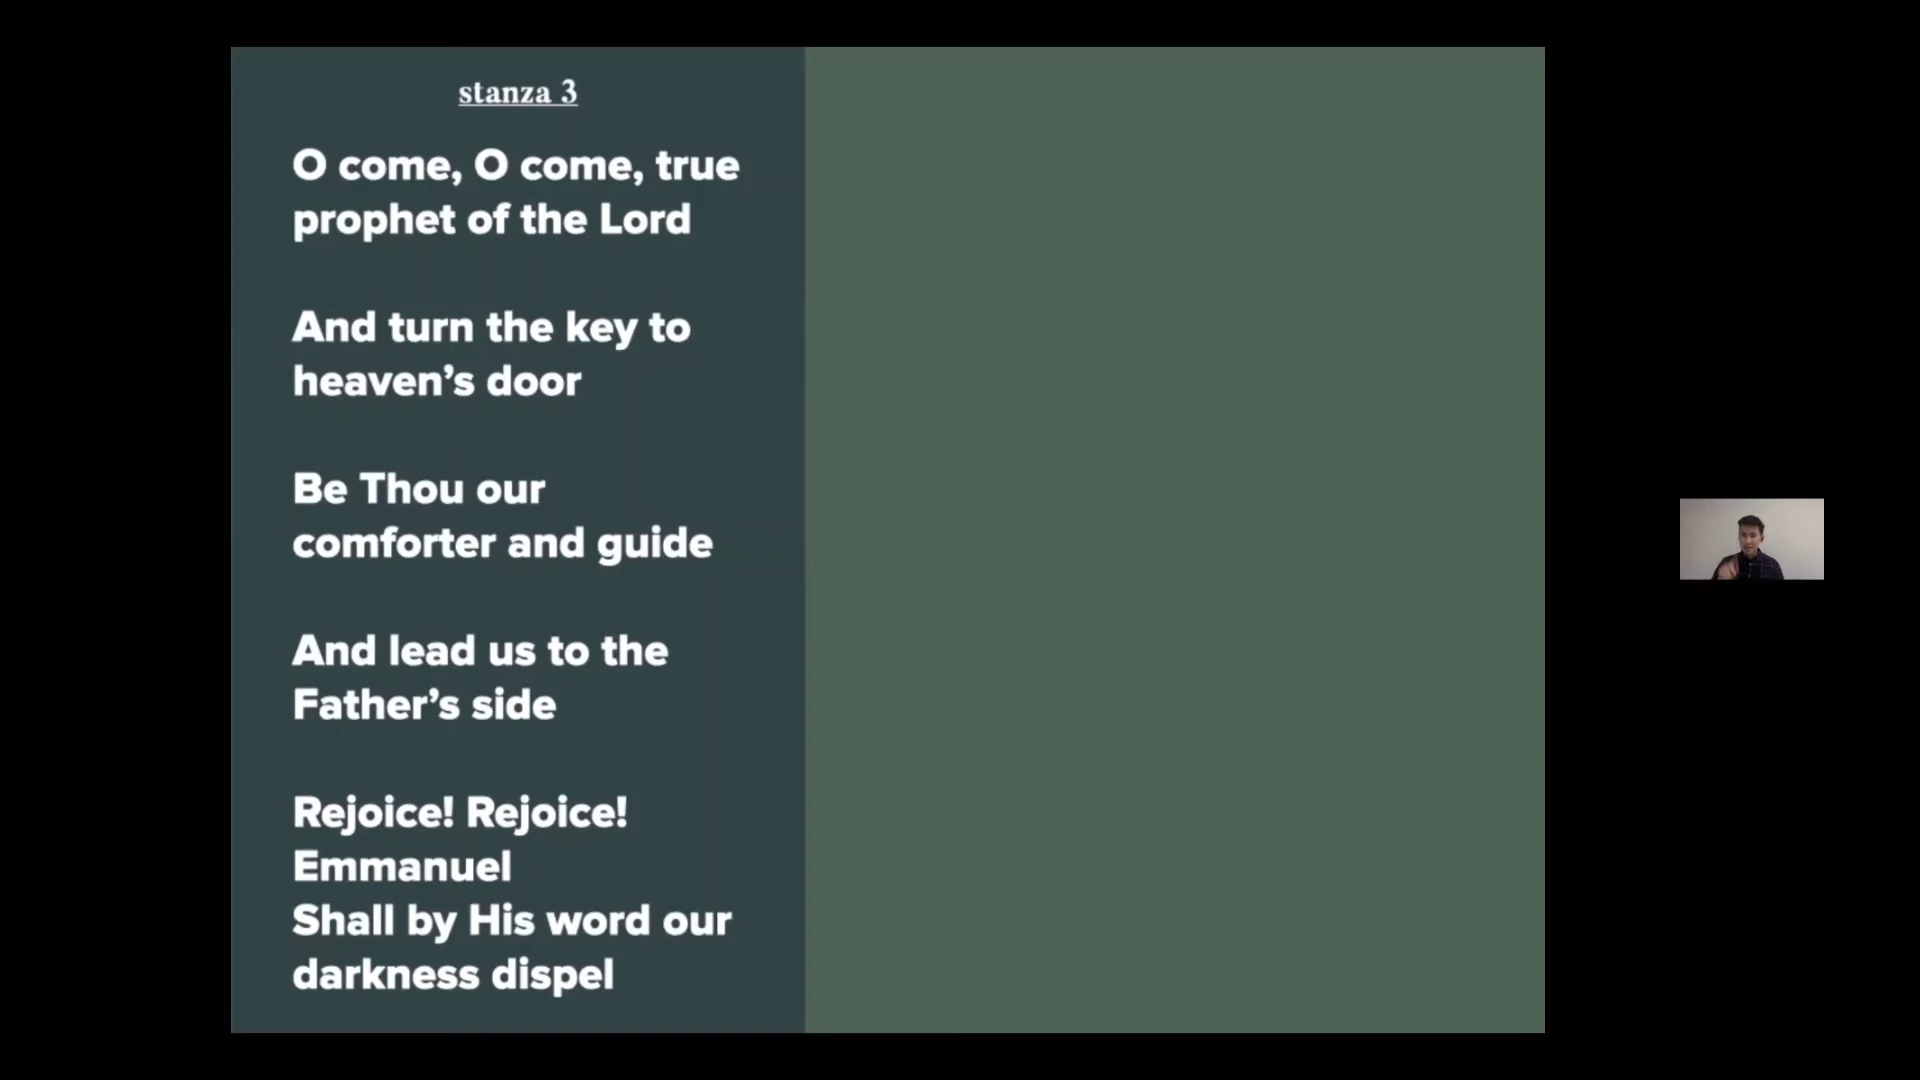 stanza 3
O come, O come, true
prophet of the Lord
And turn the key to
heaven’s door
Be Thou our
comforter and guide
And lead us to the
Father’s side
Rejoice! Rejoice!
Emmanuel
Shall by His word our
darkness dispel